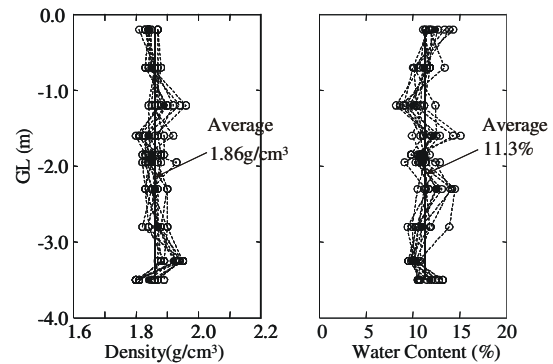 0.0
-1.0
-2.0
-3.0
-4.0
GL (m)
Average
1.86g/cm³
1.6 1.8 2.0 2.2
Density(g/cm³)
Average
11.3%
0 5 10 15 20
Water Content (%)